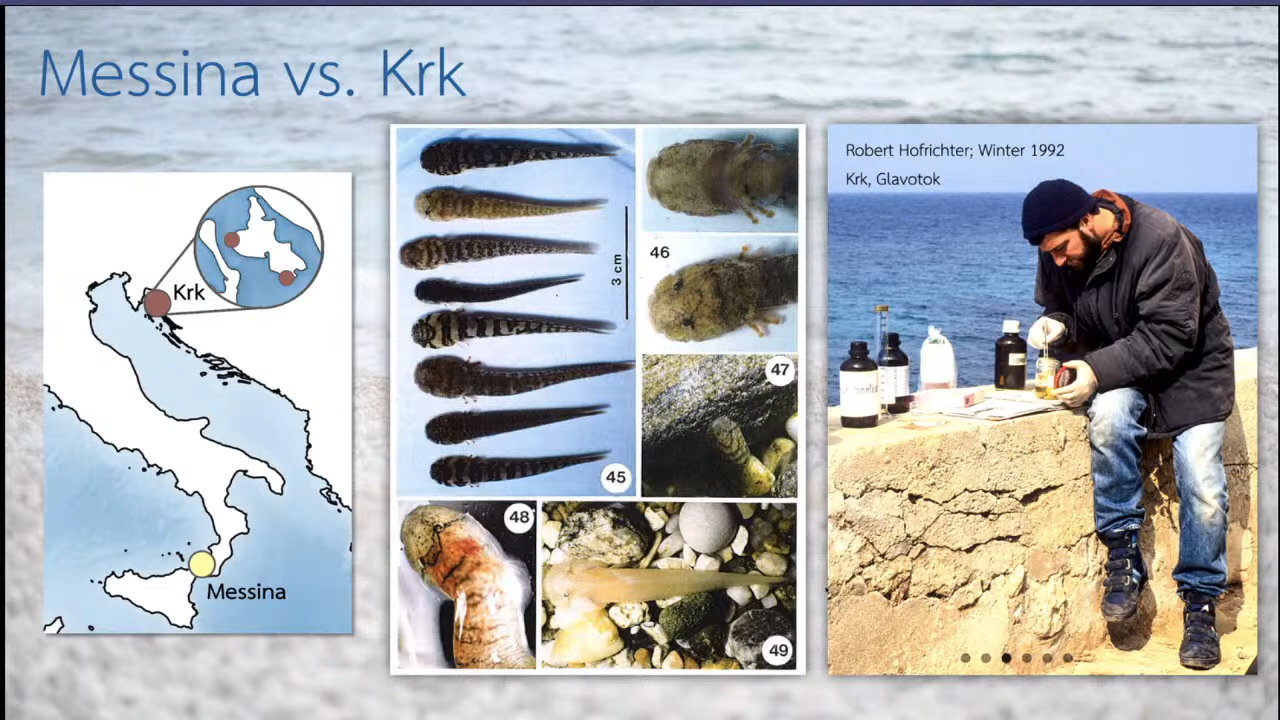 Messina vs. Krk
Krk
Messina
3 cm
45
46
47
48
49
Robert Hofrichter; Winter 1992
Krk, Glavotok